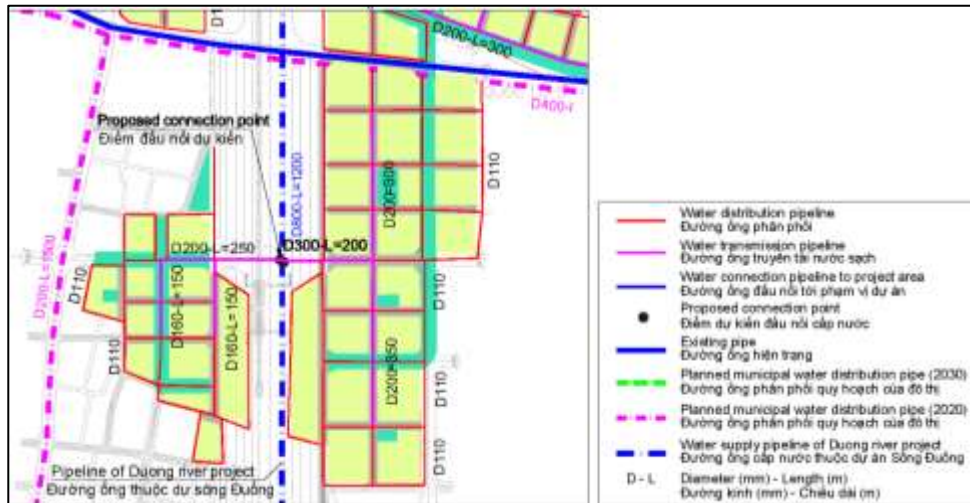 D200-L=300
D400-l
Proposed connection point
Điểm đấu nối dự kiến
D800-L=1200
D110
D200-L=250
D300-L=200
D110
D160-L=150
D160-L=150
D110
D110
D110
D110
Pipeline of Duong river project
Đường ống thuộc dự sông Đuống
Water distribution pipeline
Đường ống phân phối
Water transmission pipeline
Đường ống truyền tải nước sạch
Water connection pipeline to project area
Đường ống đấu nối tới phạm vi dự án
Proposed connection point
Điểm dự kiến đấu nối cấp nước
Existing pipe
Đường ống hiện trạng
Planned municipal water distribution pipe (2030)
Đường ống phân phối quy hoạch của đô thị
Planned municipal water distribution pipe (2020)
Đường ống phân phối quy hoạch của đô thị
Water supply pipeline of Duong river project
Đường ống cấp nước thuộc dự án Sông Đuống
D - L Diameter (mm) - Length (m)
Đường kính (mm) - Chiều dài (m)